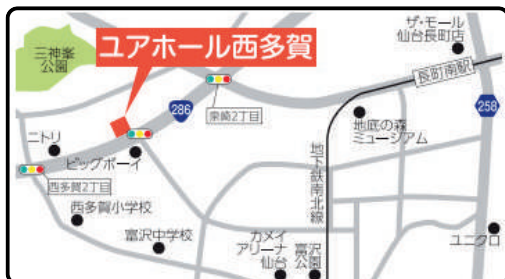 三神峯
公園
ユアホール西多賀
ザ・モール
仙台長町店
長町南駅
286
泉崎2丁目
258
地底の森
ミュージアム
ニトリ
ビッグボーイ
西多賀2丁目
地下鉄南北線
西多賀小学校
富沢中学校
カメイ
アリーナ
仙台
富沢
公園
ユニクロ